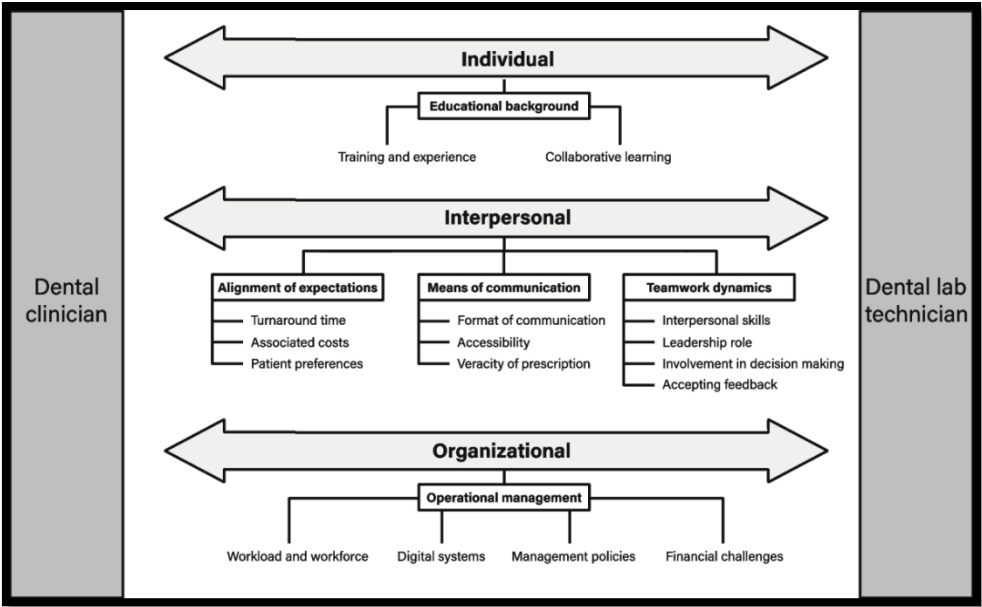 Individual
Educational background
Training and experience
Collaborative learning
Interpersonal
Alignment of expectations
Turnaround time
Associated costs
Patient preferences
Means of communication
Format of communication
Accessibility
Veracity of prescription
Teamwork dynamics
Interpersonal skills
Leadership role
Involvement in decision making
Accepting feedback
Dental
clinician
Dental lab
technician
Organizational
Operational management
Workload and workforce
Digital systems
Management policies
Financial challenges